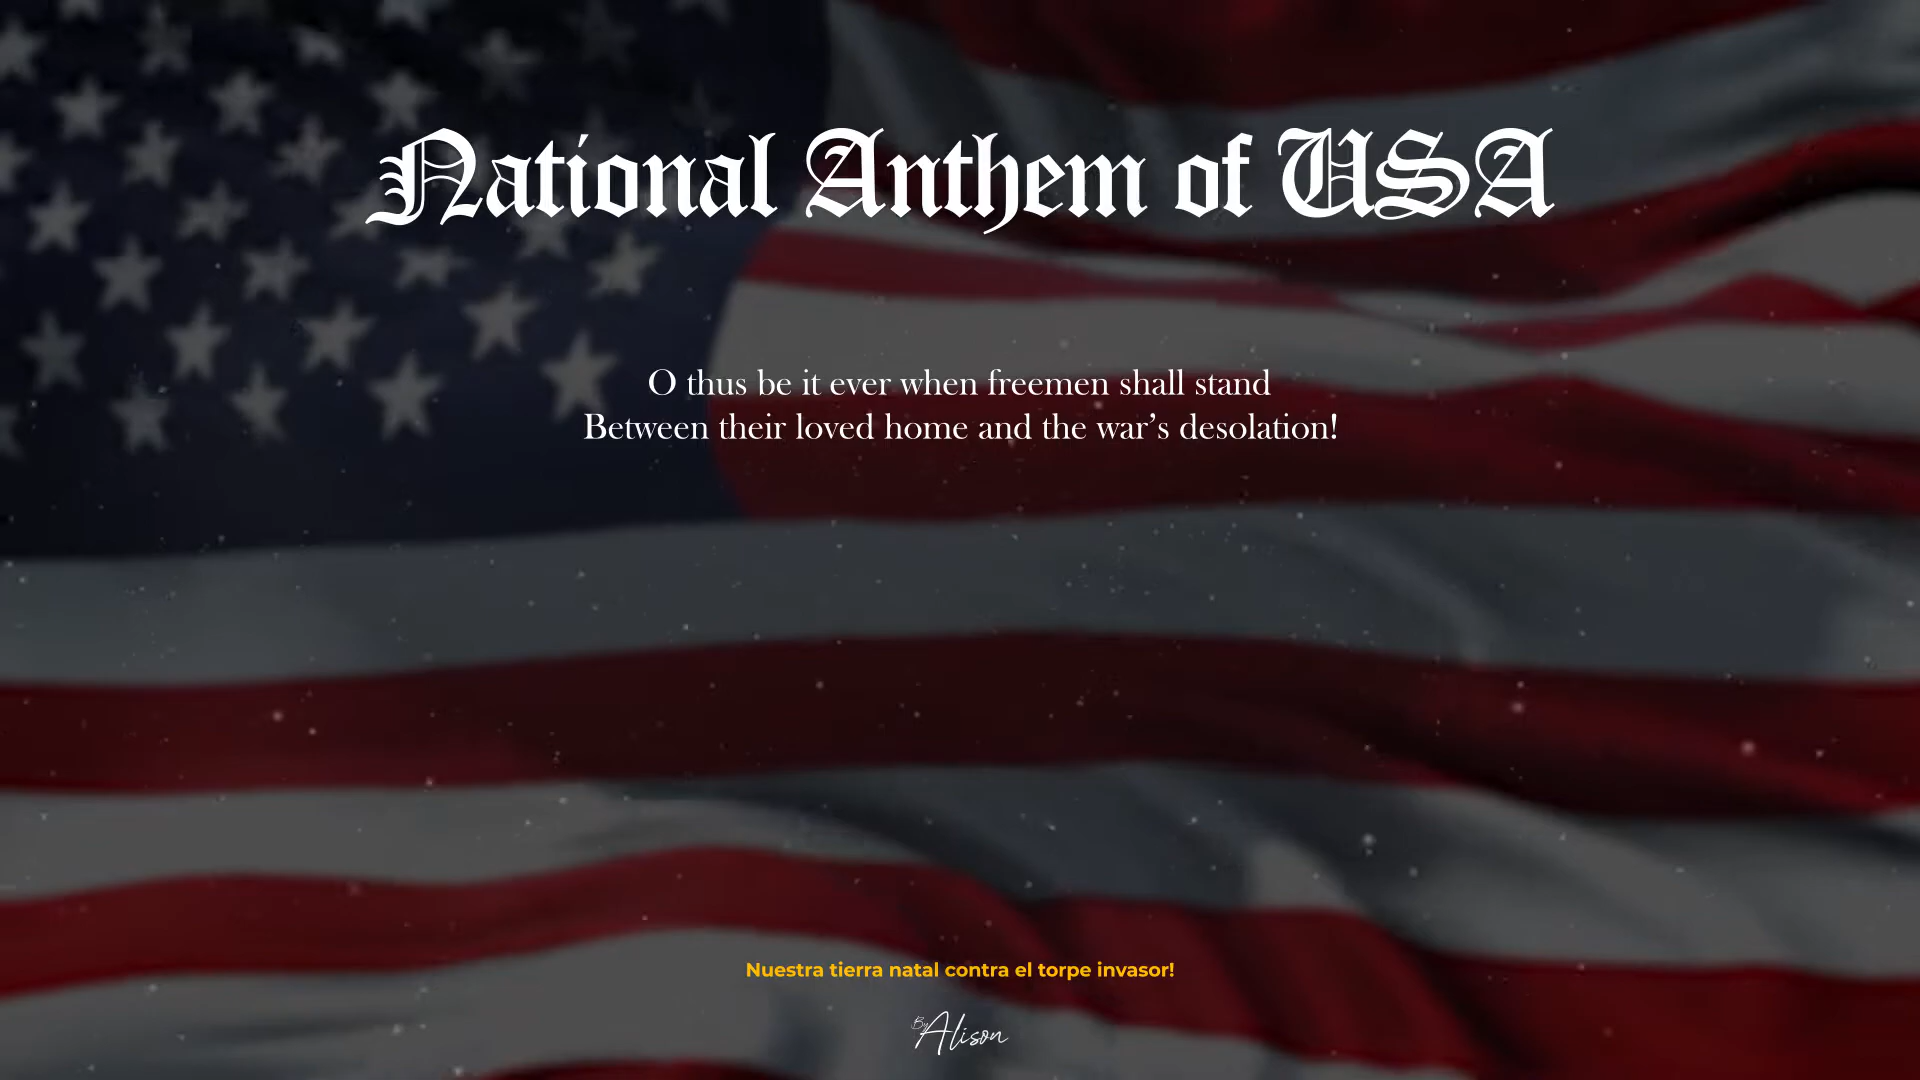 National Anthem of USA
O thus be it ever when freemen shall stand
Between their loved home and the war’s desolation!
Nuestra tierra natal contra el torpe invasor!
By Alison